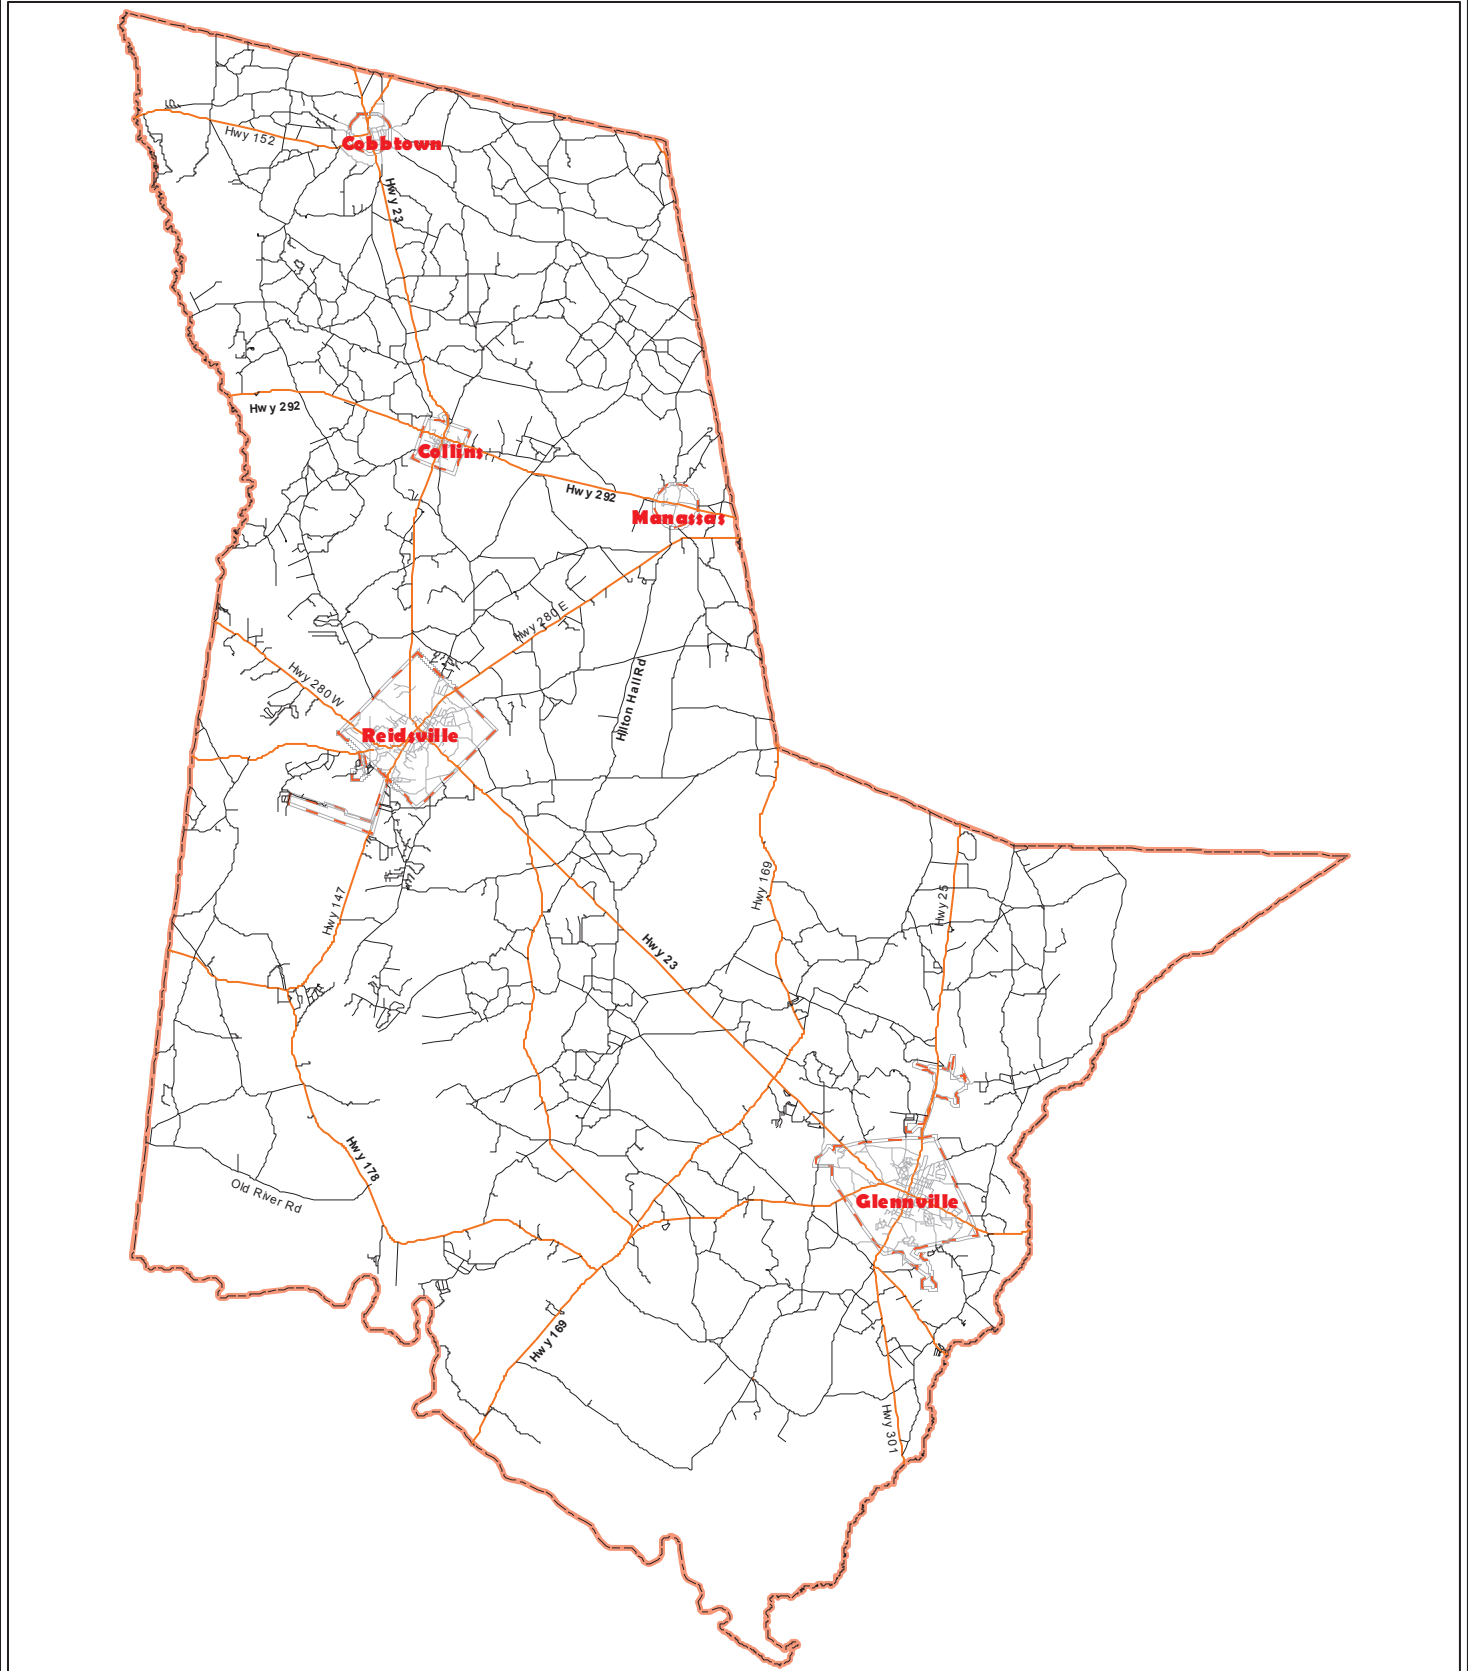 Hwy 152
Cobbtown
Hwy 23
Hwy 292
Collins
Hwy 292
Manassas
Hwy 280 E
Hwy 280 W
Hilton Hall Rd
Reidsville
Hwy 147
Hwy 169
Hwy 25
Hwy 23
Hwy 178
Old River Rd
Glennville
Hwy 169
Hwy 301